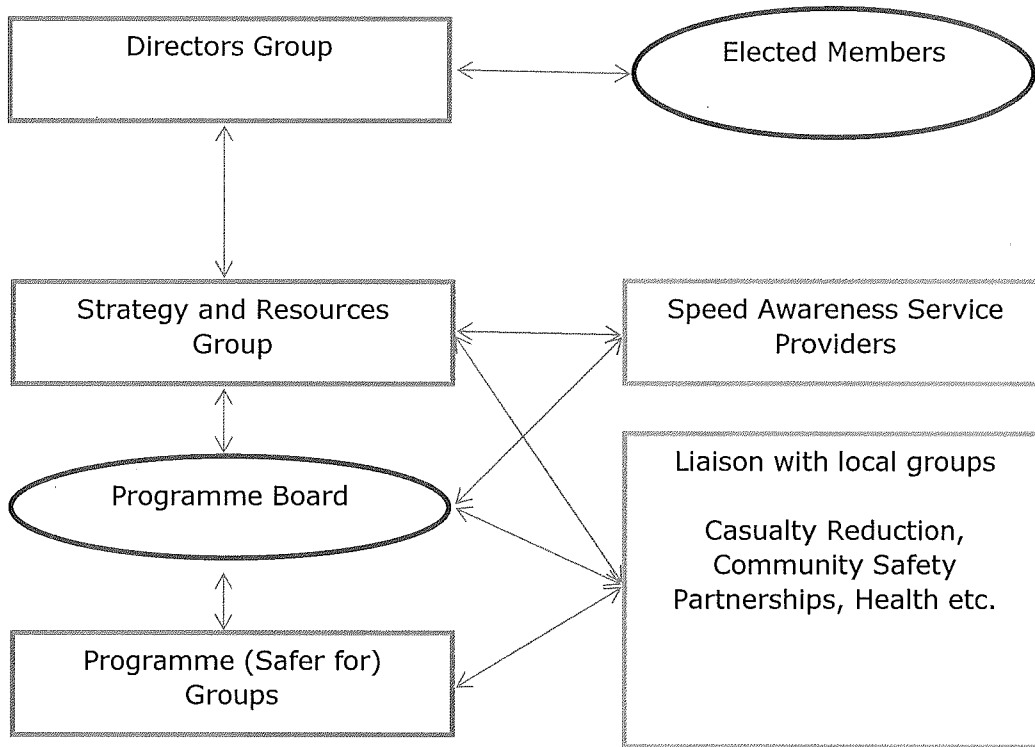 Directors Group
Elected Members
Strategy and Resources
Group
Speed Awareness Service
Providers
Programme Board
Liaison with local groups
Casualty Reduction,
Community Safety
Partnerships, Health etc.
Programme (Safer for)
Groups